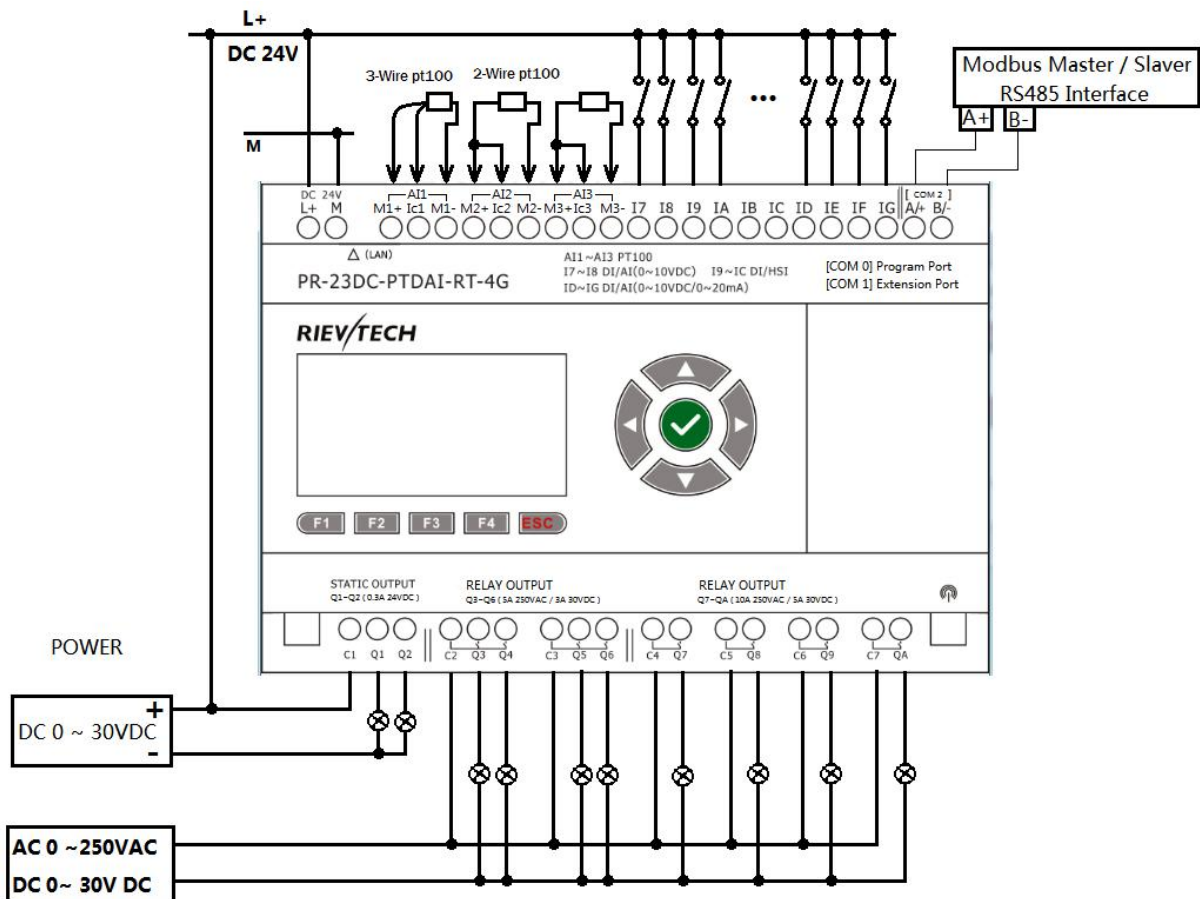 L+
DC 24V
M
3-Wire pt100
2-Wire pt100
•••
Modbus Master / Slaver
RS485 Interface
A+ B-
DC 24V
L+ M
AI1 AI2 AI3
[ COM 2 ]
M1+ Ic1 M1- M2+ Ic2 M2- M3+ Ic3 M3- I7 I8 I9 IA IB IC ID IE IF IG A/+ B/-
△ (LAN)
PR-23DC-PTDAI-RT-4G
AI1~AI3 PT100
I7~I8 DI/AI(0~10VDC) I9~IC DI/HSI
ID~IG DI/AI(0~10VDC/0~20mA)
[COM 0] Program Port
[COM 1] Extension Port
RIEVTECH
F1 F2 F3 F4 ESC
STATIC OUTPUT
Q1~Q2 ( 0.3A 24VDC )
RELAY OUTPUT
Q3~Q6 ( 5A 250VAC / 3A 30VDC )
RELAY OUTPUT
Q7~QA ( 10A 250VAC / 5A 30VDC )
C1 Q1 Q2 C2 Q3 Q4 C3 Q5 Q6 C4 Q7 C5 Q8 C6 Q9 C7 QA
POWER
+
DC 0 ~ 30VDC
-
AC 0 ~250VAC
DC 0~ 30V DC